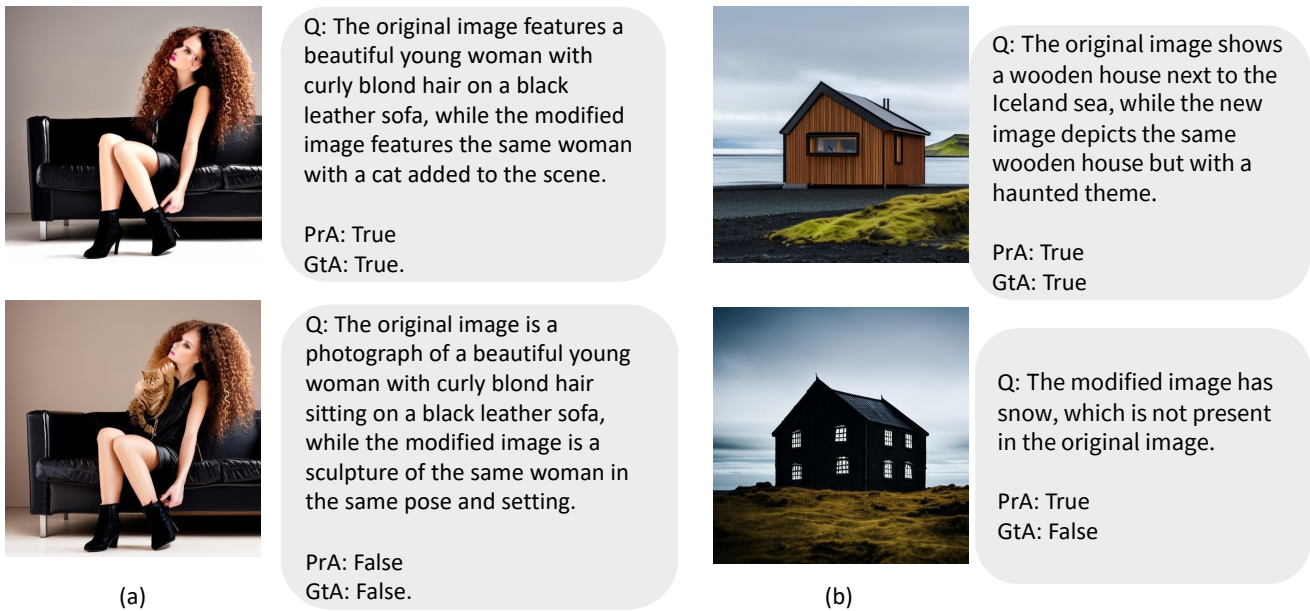 Q: The original image features a
beautiful young woman with
curly blond hair on a black
leather sofa, while the modified
image features the same woman
with a cat added to the scene.
PrA: True
GtA: True.
Q: The original image is a
photograph of a beautiful young
woman with curly blond hair
sitting on a black leather sofa,
while the modified image is a
sculpture of the same woman in
the same pose and setting.
PrA: False
GtA: False.
(a)
Q: The original image shows
a wooden house next to the
Iceland sea, while the new
image depicts the same
wooden house but with a
haunted theme.
PrA: True
GtA: True
Q: The modified image has
snow, which is not present
in the original image.
PrA: True
GtA: False
(b)